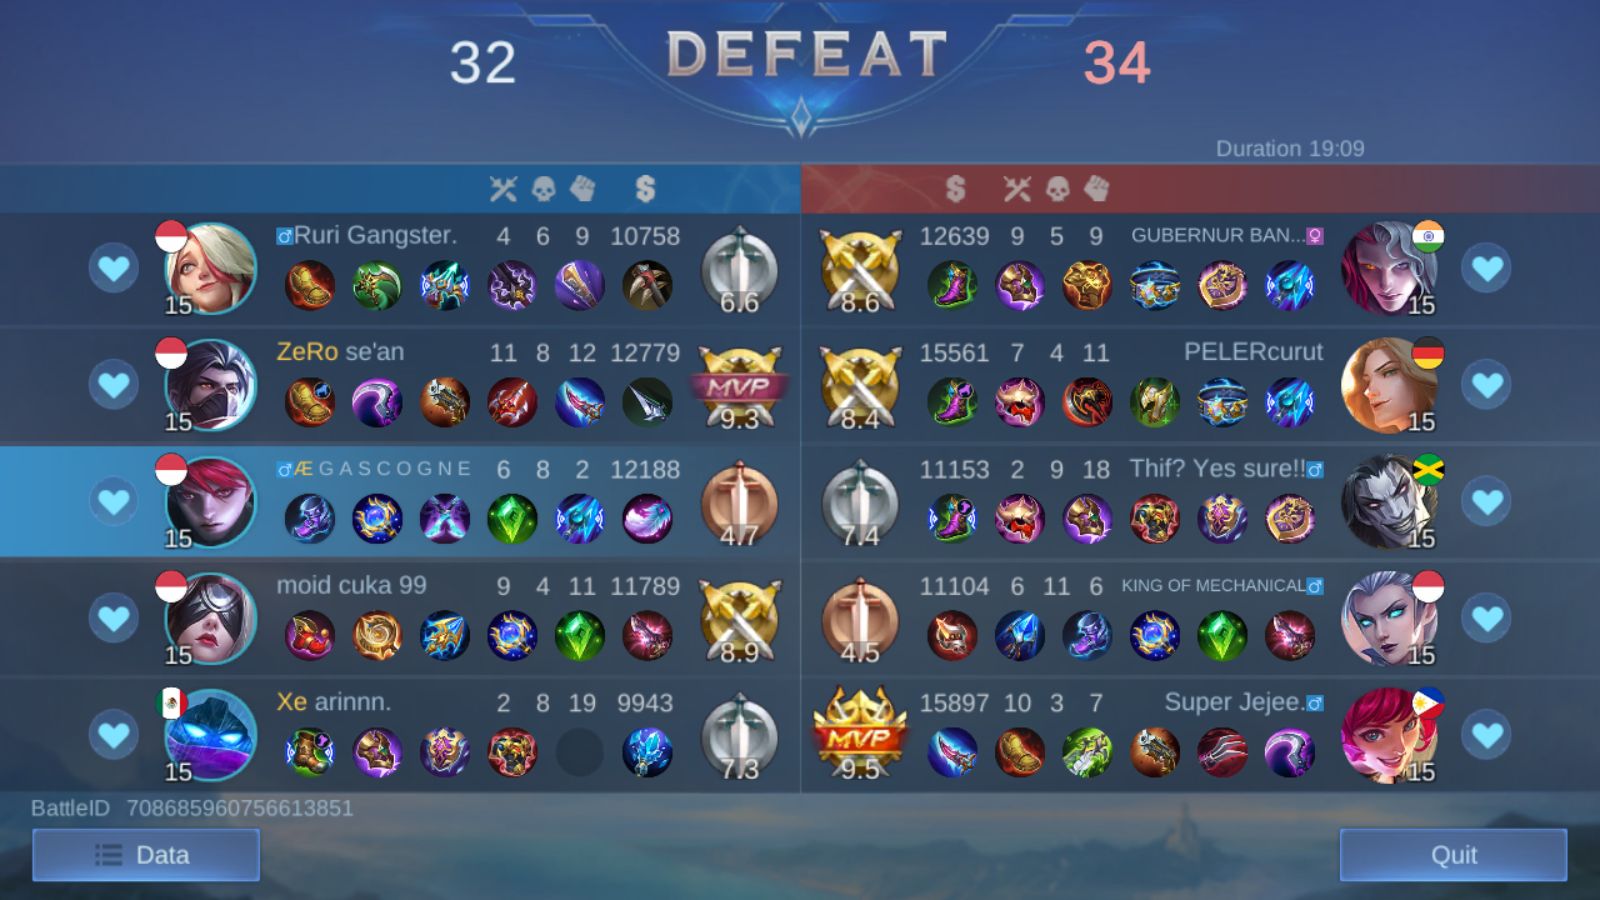 32 DEFEAT 34
Duration 19:09
♂Ruri Gangster. 4 6 9 10758
15 6.6
8.6 12639 9 5 9 GUBERNUR BAN...♀
15
ZeRo se'an 11 8 12 12779
15 MVP 9.3
8.4 15561 7 4 11 PELERcurut
15
♂Æ G A S C O G N E 6 8 2 12188
15 4.7
7.4 11153 2 9 18 Thif? Yes sure!!♂
15
moid cuka 99 9 4 11 11789
15 8.9
4.5 11104 6 11 6 KING OF MECHANICAL♂
15
Xe arinnn. 2 8 19 9943
15 7.3
MVP 9.5 15897 10 3 7 Super Jejee.♂
15
BattleID 708685960756613851
Data
Quit